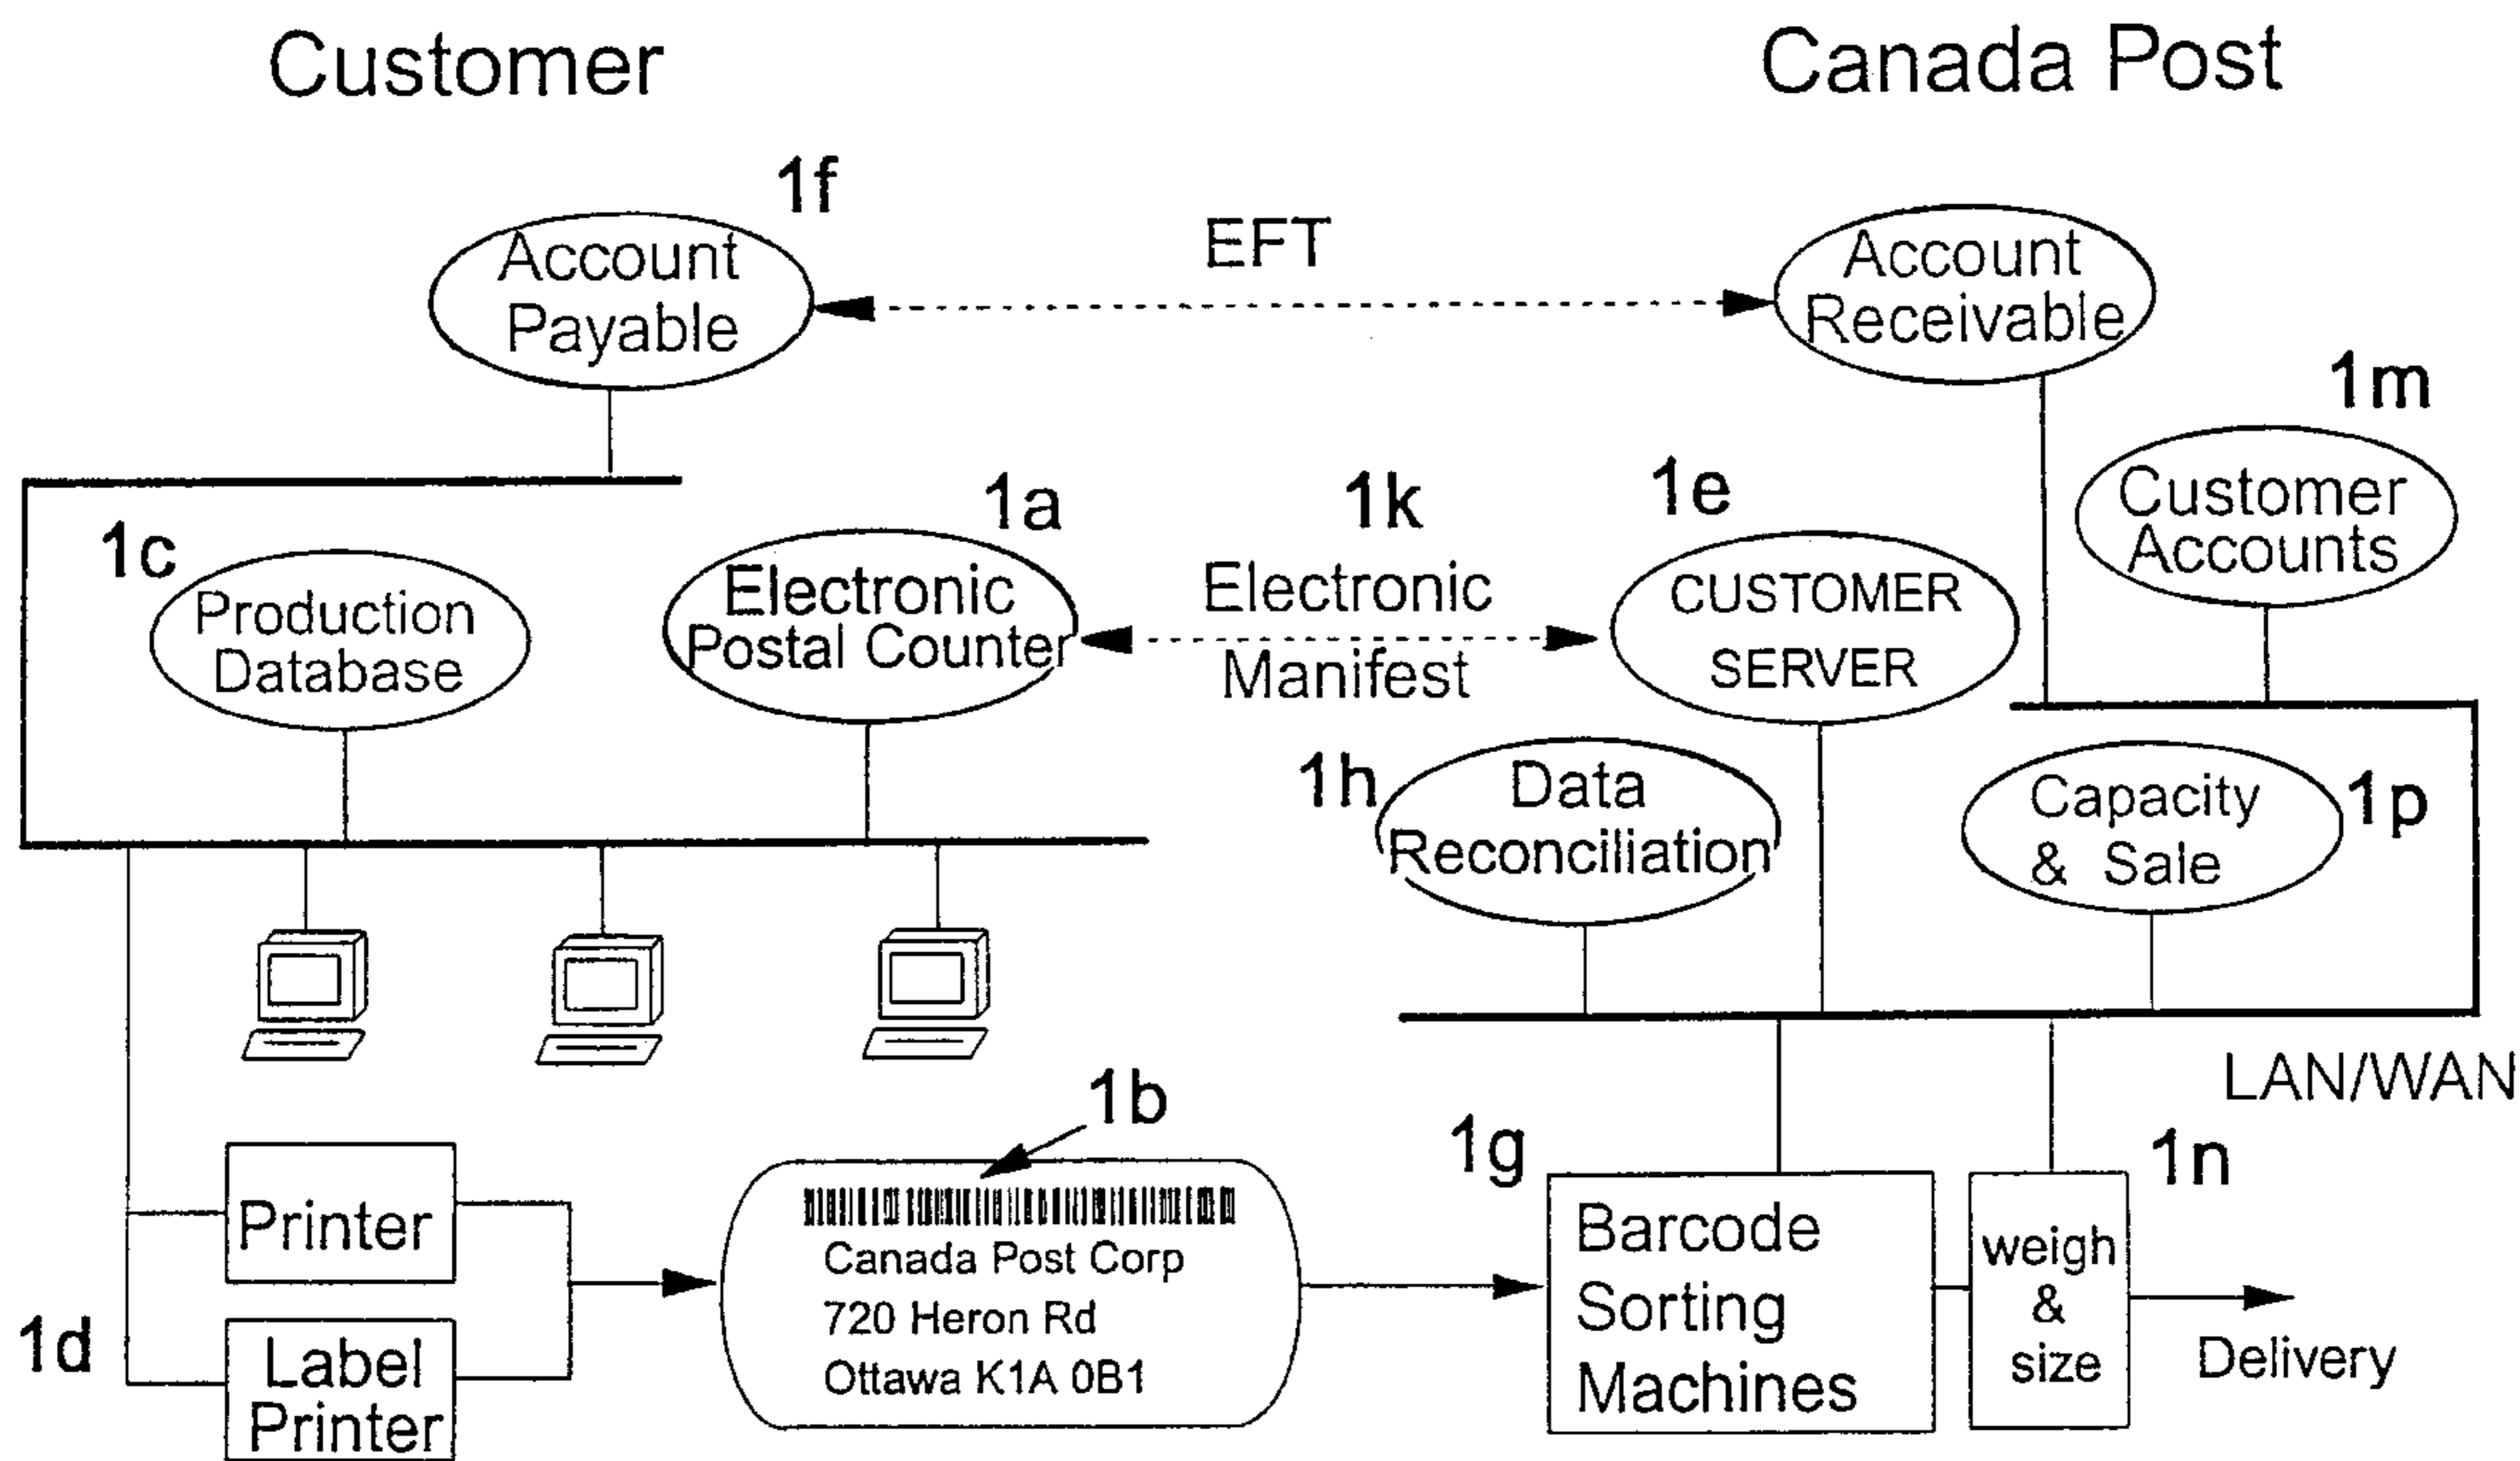 Customer
Canada Post
1f
EFT
Account
Payable
Account
Receivable
1m
Customer
Accounts
1c
Production
Database
1a
Electronic
Postal Counter
1k
Electronic
Manifest
1e
CUSTOMER
SERVER
1h
Data
Reconciliation
Capacity
& Sale
1p
LAN/WAN
1d
Printer
Label
Printer
1b
Canada Post Corp
720 Heron Rd
Ottawa K1A 0B1
1g
Barcode
Sorting
Machines
1n
weigh
&
size
Delivery